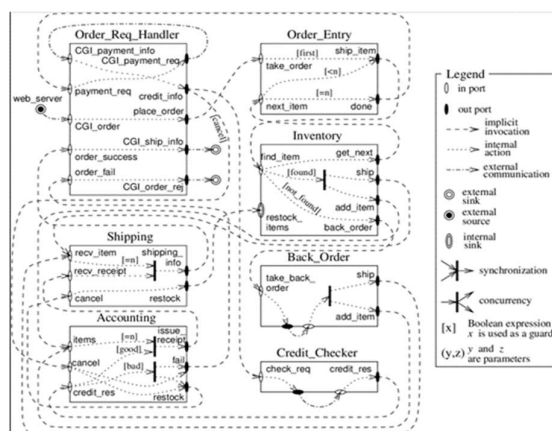 Order_Req_Handler
CGI_payment_info
CGI_payment_req
payment_req
credit_info
web_server
place_order
CGI_order
CGI_ship_info
order_success
order_fail
CGI_order_rej
[cancel]
Order_Entry
[first]
ship_item
take_order
[<n]
[=n]
next_item
done
Inventory
get_next
find_item
[found]
ship
[not_found]
add_item
restock_
items
back_order
Shipping
recv_item
shipping_
info
[=n]
recv_receipt
cancel
restock
Back_Order
ship
take_back_
order
add_item
Accounting
items
[=n]
issue_
receipt
[good]
cancel
[bad]
fail
credit_res
restock
Credit_Checker
check_req
credit_res
Legend
in port
out port
implicit
invocation
internal
action
external
communication
external
sink
external
source
internal
sink
synchronization
concurrency
[x] Boolean expression
x is used as a guard
(y,z) y and z
are parameters